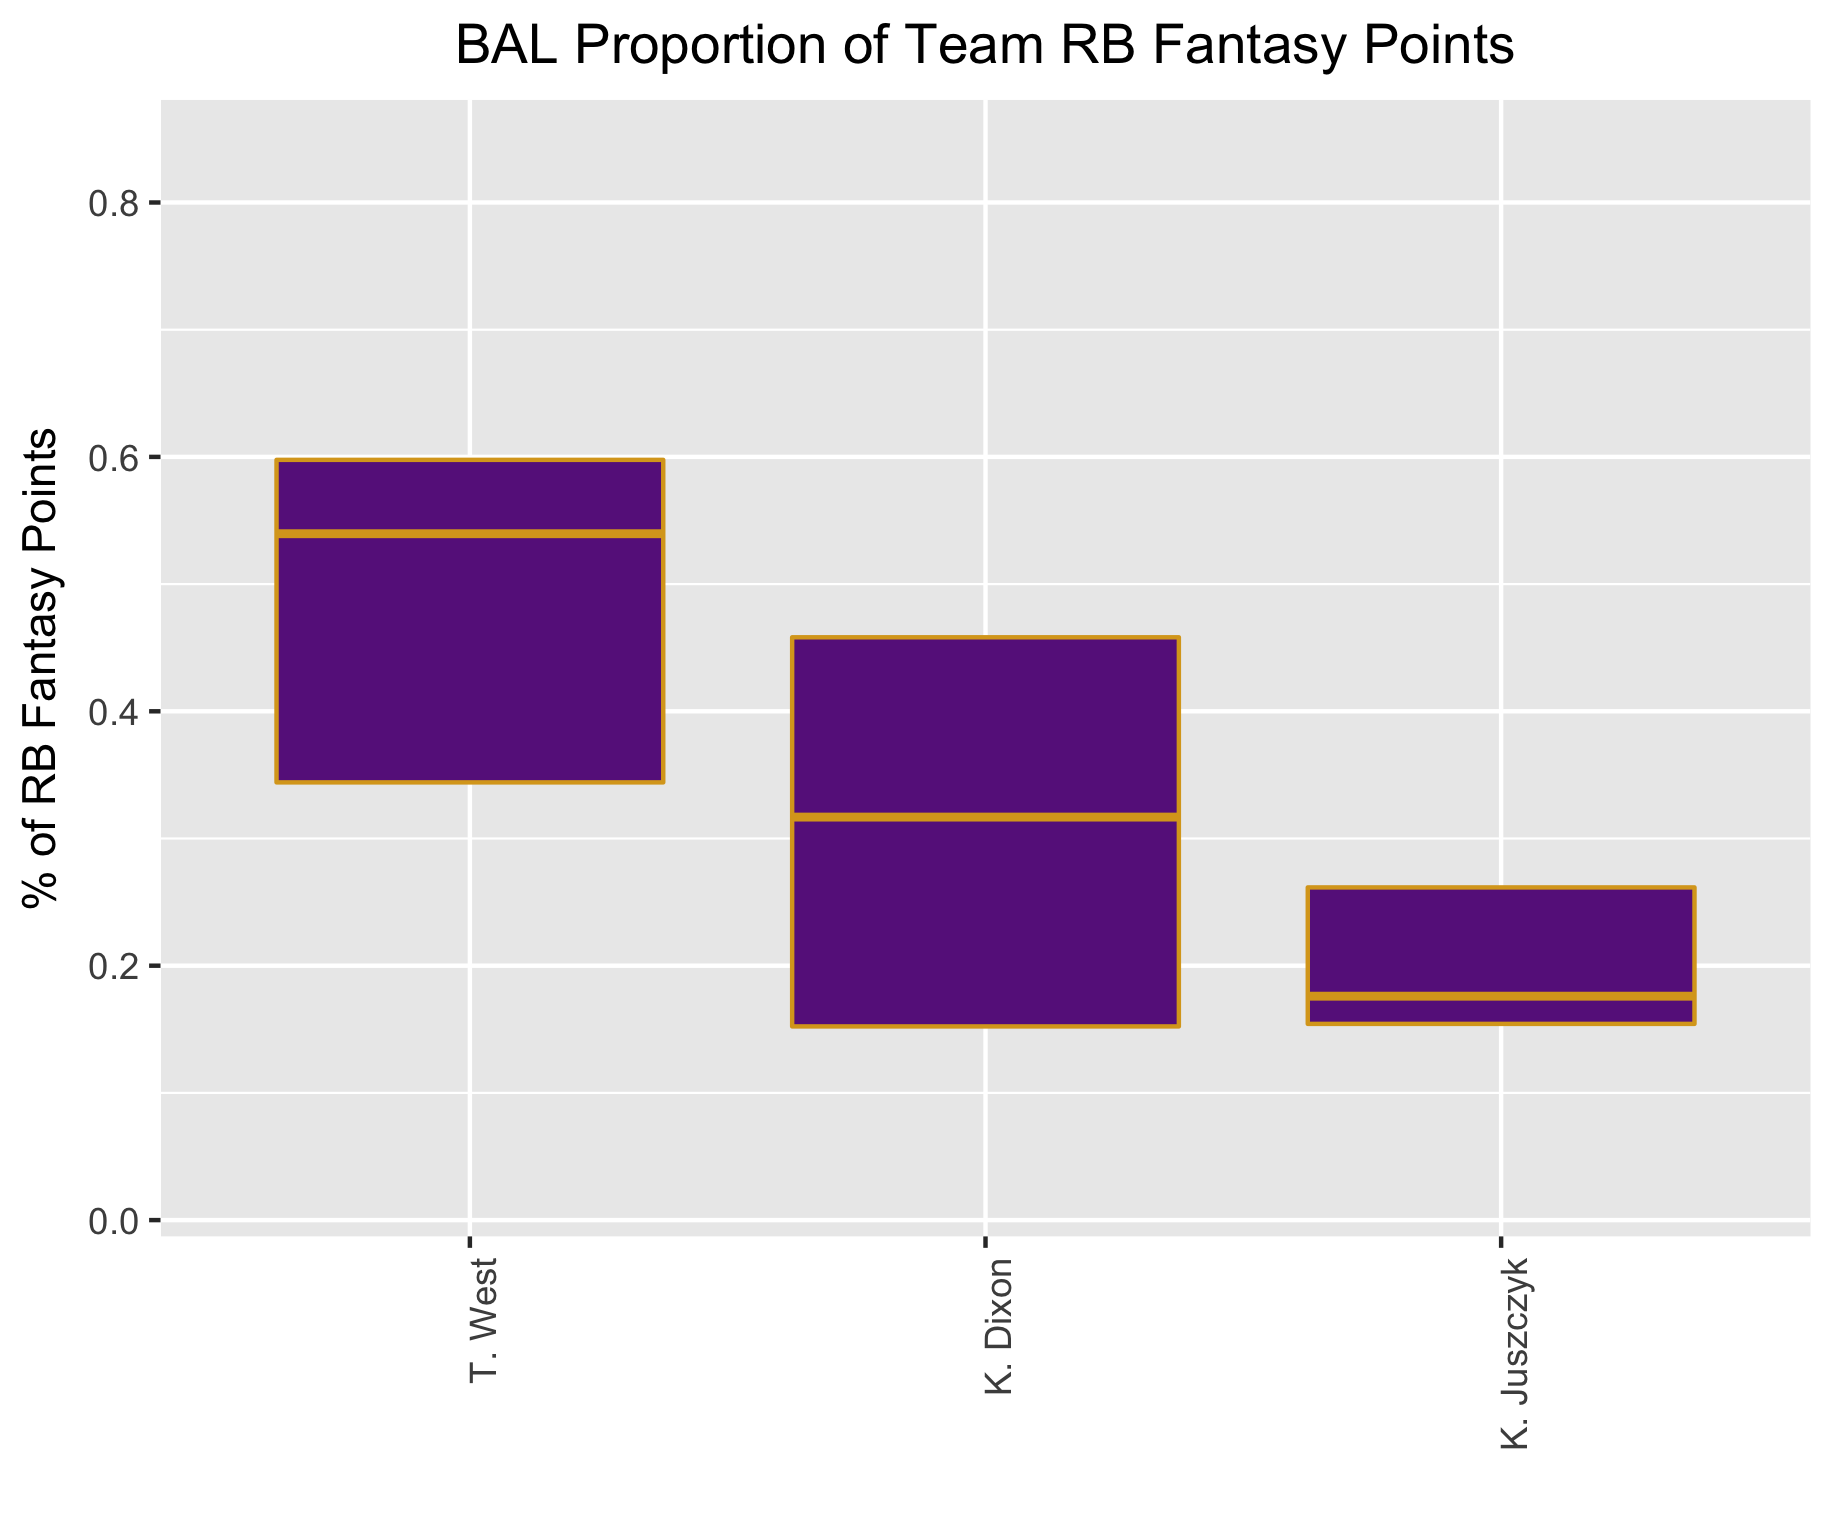 BAL Proportion of Team RB Fantasy Points
% of RB Fantasy Points
0.8
0.6
0.4
0.2
0.0
T. West
K. Dixon
K. Juszczyk